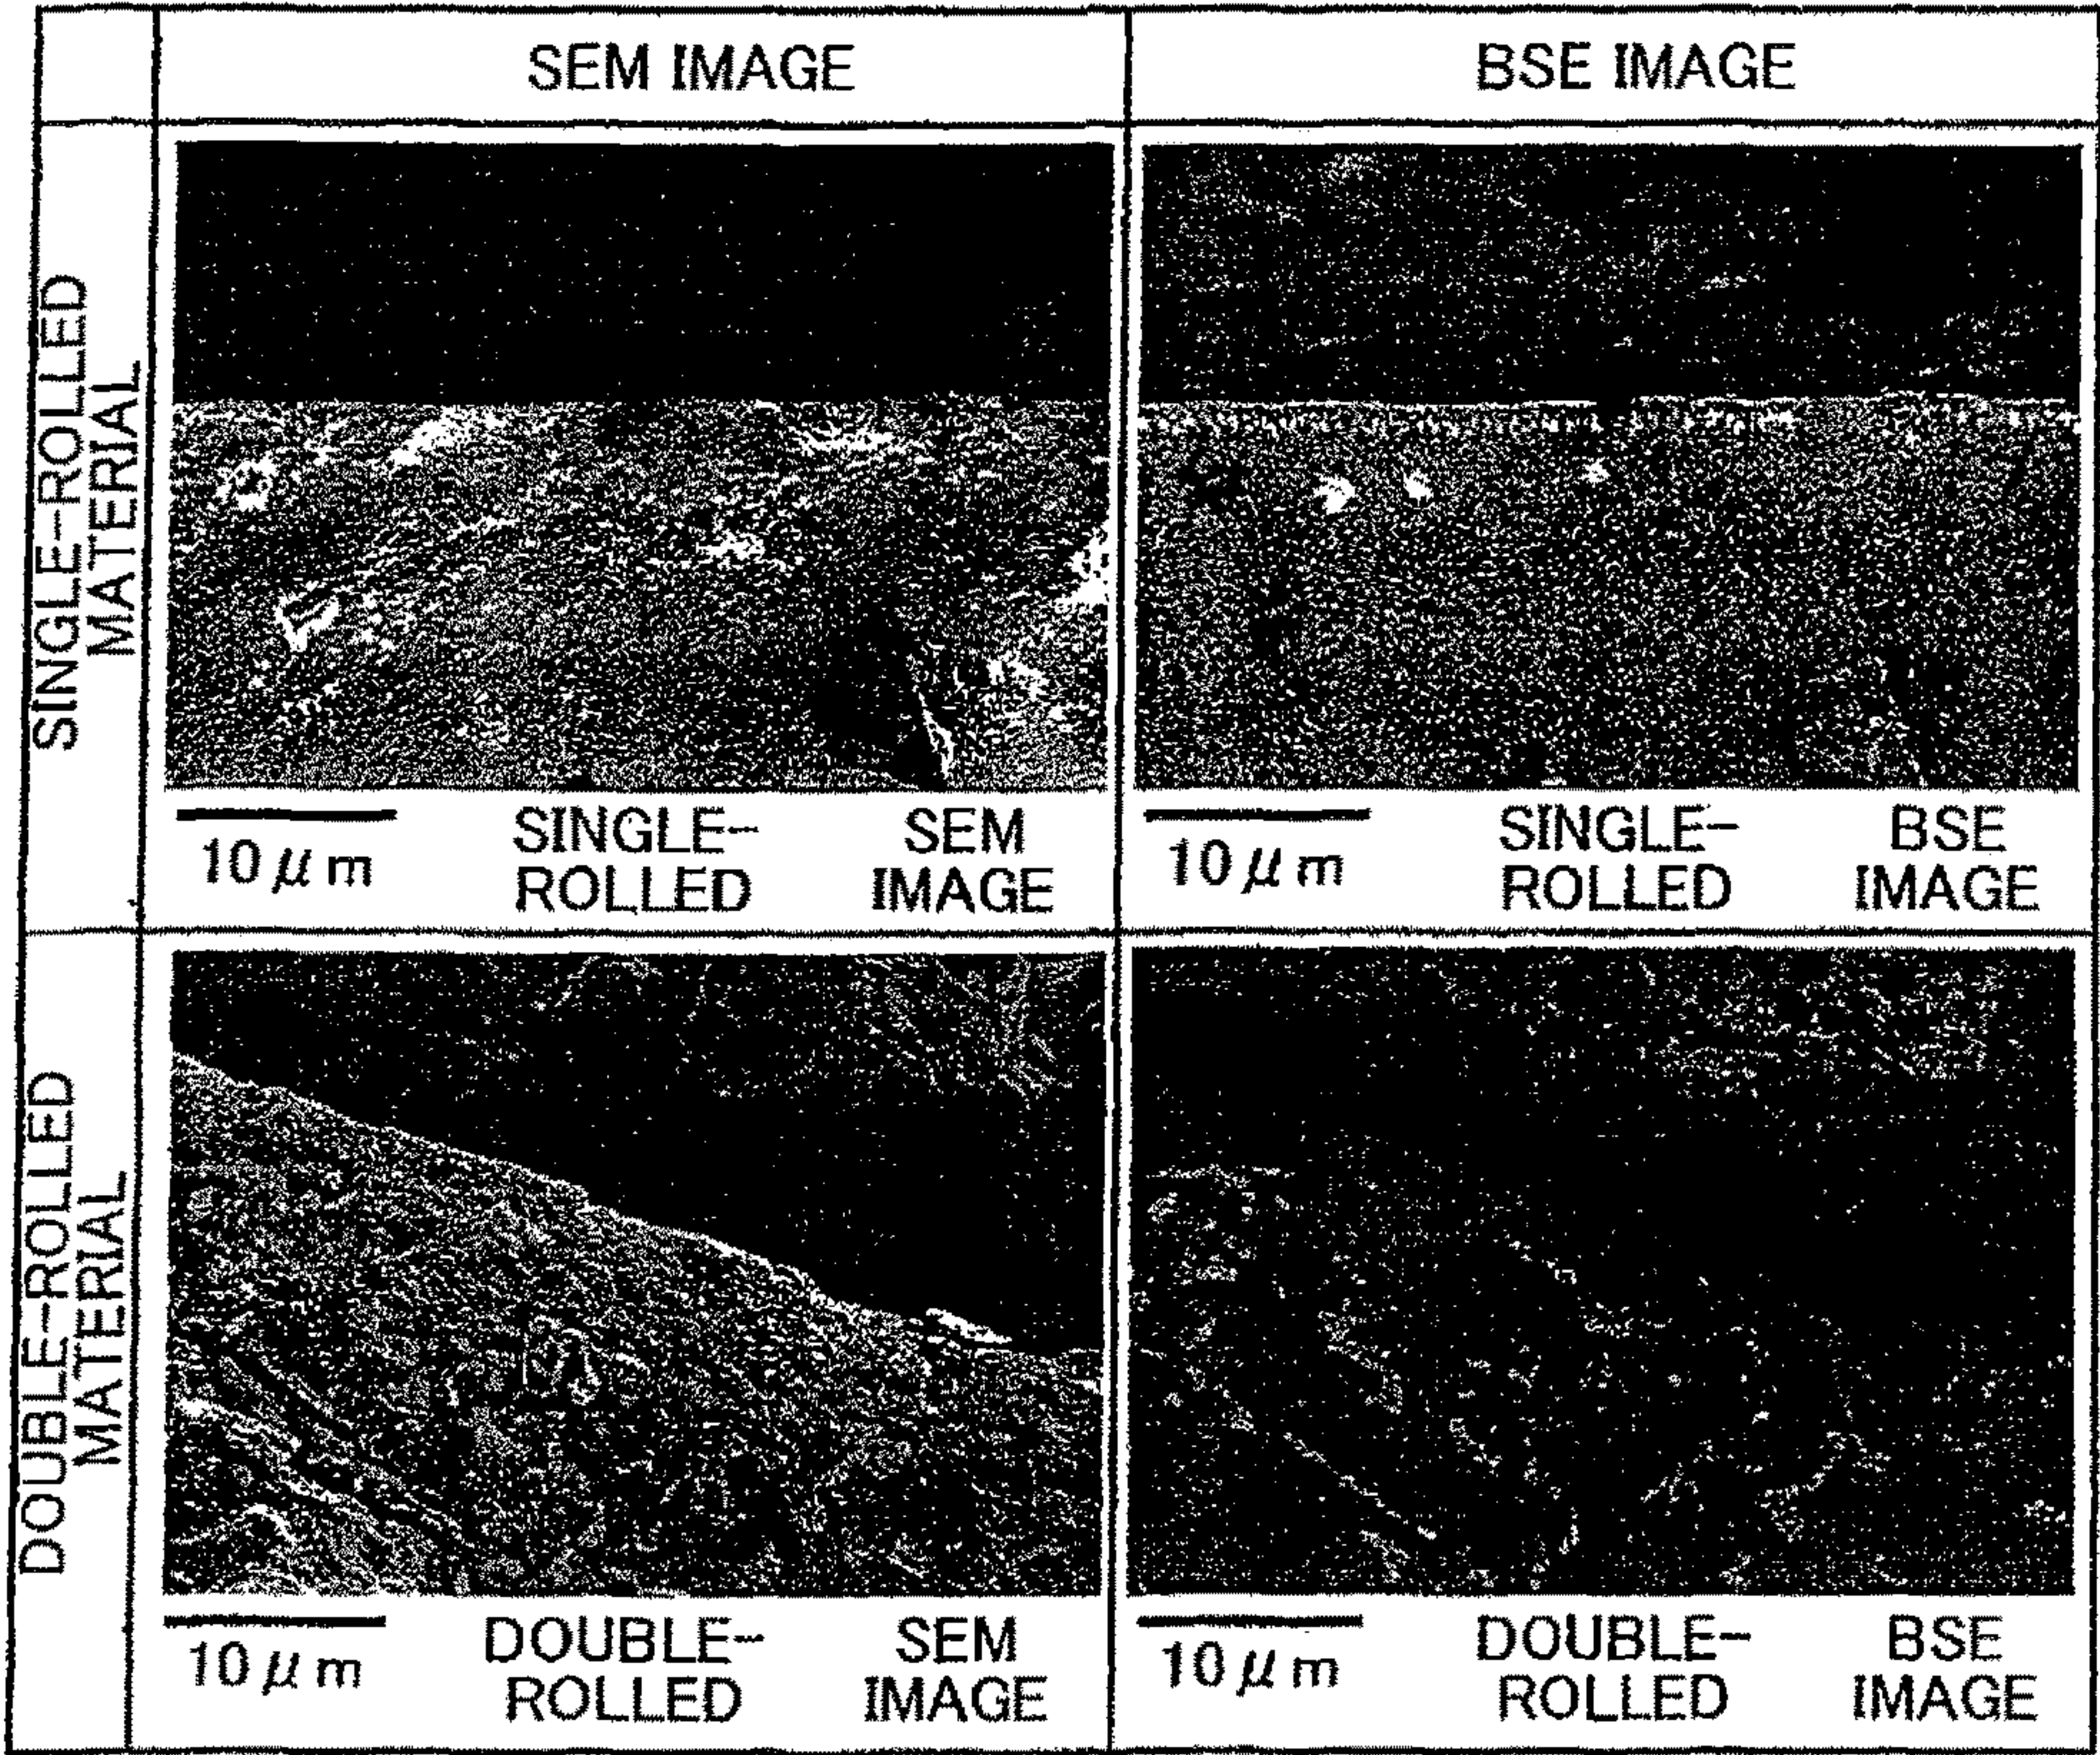 SEM IMAGE
BSE IMAGE
SINGLE-ROLLED
MATERIAL
10 μm
SINGLE-
ROLLED
SEM
IMAGE
10 μm
SINGLE-
ROLLED
BSE
IMAGE
DOUBLE-ROLLED
MATERIAL
10 μm
DOUBLE-
ROLLED
SEM
IMAGE
10 μm
DOUBLE-
ROLLED
BSE
IMAGE